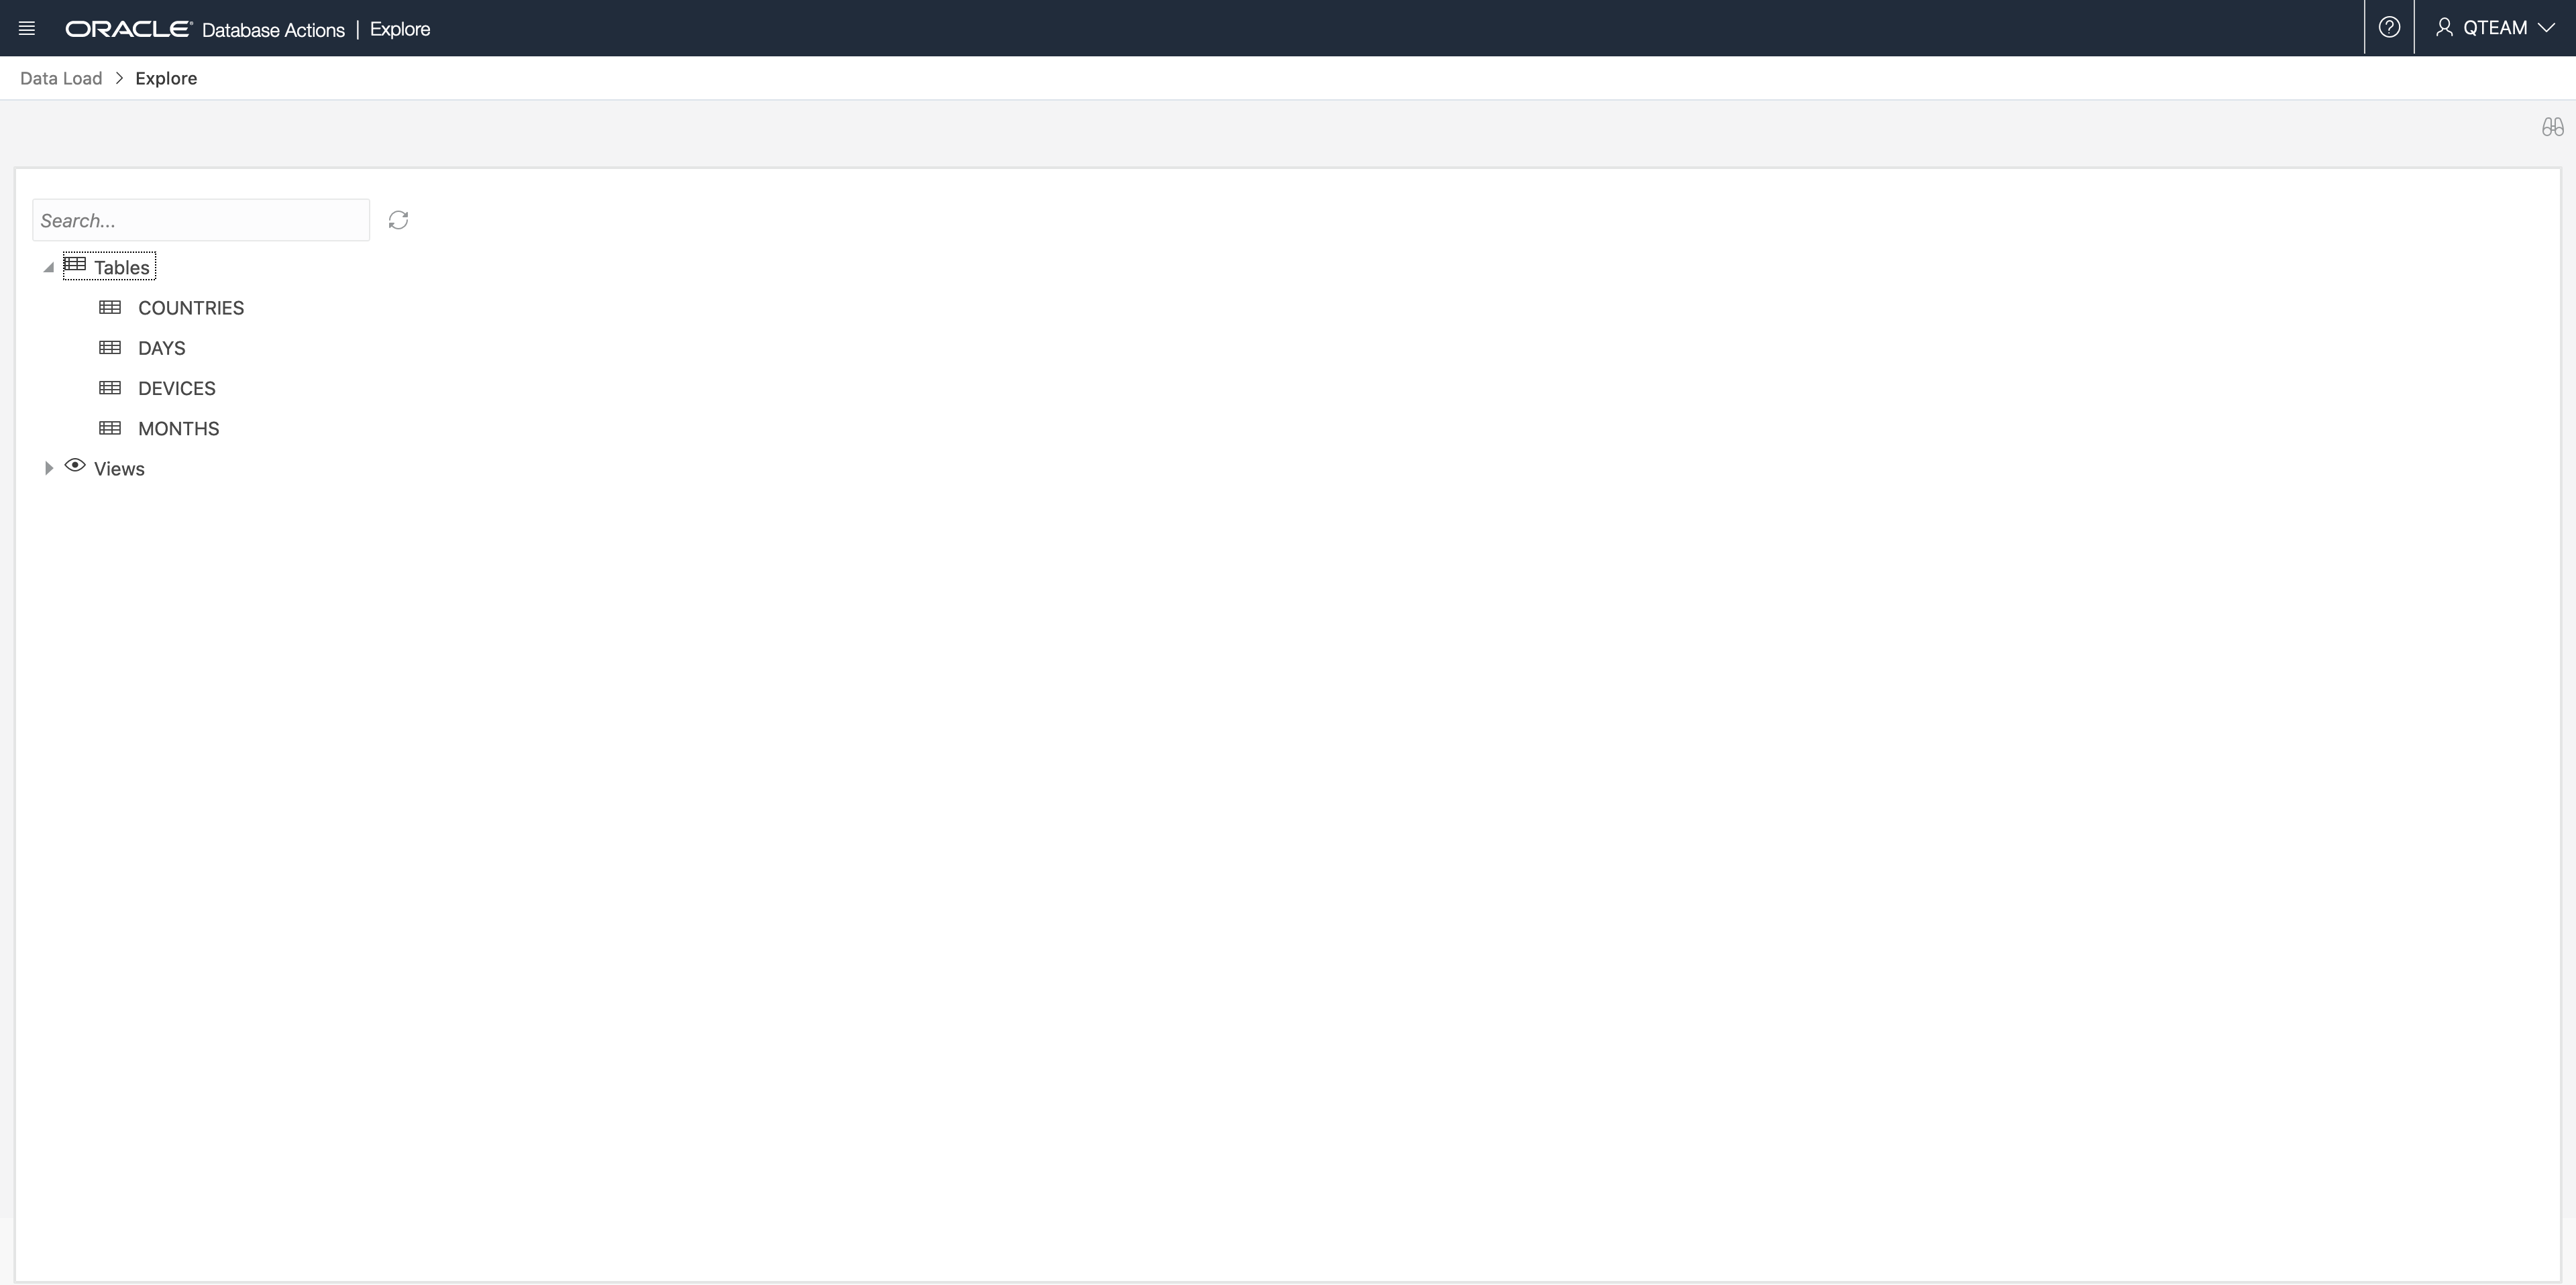 ORACLE Database Actions | Explore
QTEAM
Data Load > Explore
Search...
Tables
COUNTRIES
DAYS
DEVICES
MONTHS
Views